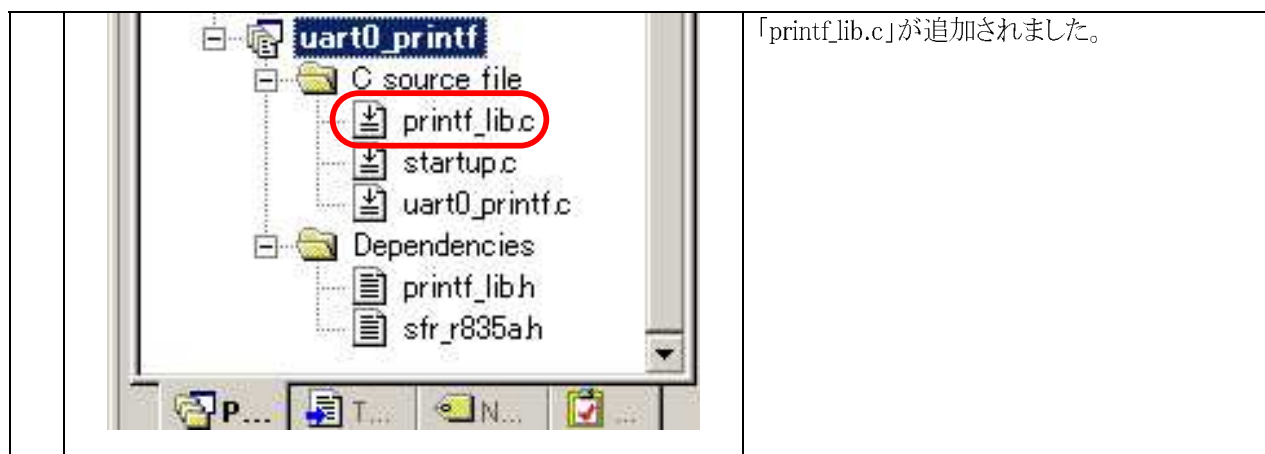 uart0_printf
C source file
printf_lib.c
startup.c
uart0_printf.c
Dependencies
printf_lib.h
sfr_r835a.h
P... T... N... ...
「printf_lib.c」が追加されました。